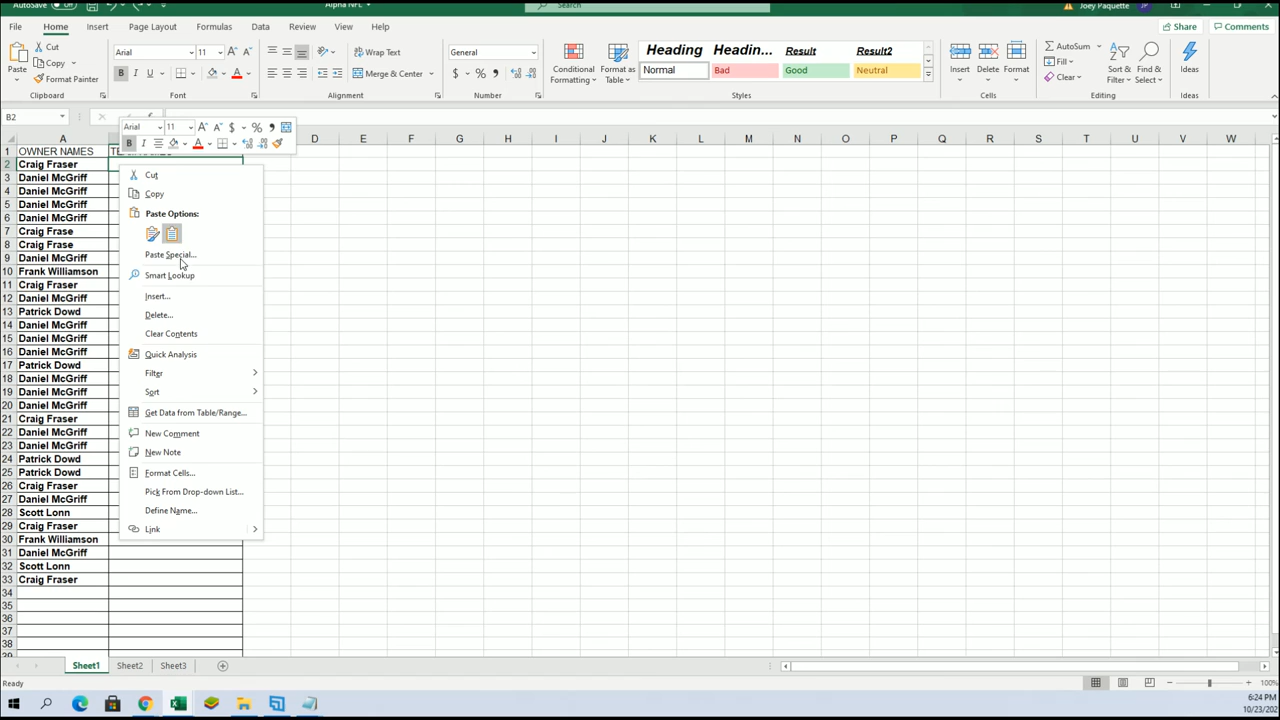 AutoSave Off
Alpha NFL
Search
Joey Paquette
JP
File Home Insert Page Layout Formulas Data Review View Help
Share Comments
Paste
Cut
Copy
Format Painter
Clipboard
Arial 11
B I U
Font
Wrap Text
Merge & Center
Alignment
General
$ % 9
Number
Conditional Formatting
Format as Table
Heading Headin... Result Result2
Normal Bad Good Neutral
Styles
Insert Delete Format
Cells
AutoSum
Fill
Clear
Sort & Filter
Find & Select
Editing
Ideas
Ideas
B2
Arial 11 A A $ % 9
B I A
A D E F G H I J K L M N O P Q R S T U V W
1 OWNER NAMES
2 Craig Fraser
3 Daniel McGriff
4 Daniel McGriff
5 Daniel McGriff
6 Daniel McGriff
7 Craig Frase
8 Craig Frase
9 Daniel McGriff
10 Frank Williamson
11 Craig Fraser
12 Daniel McGriff
13 Patrick Dowd
14 Daniel McGriff
15 Daniel McGriff
16 Daniel McGriff
17 Patrick Dowd
18 Daniel McGriff
19 Daniel McGriff
20 Daniel McGriff
21 Craig Fraser
22 Daniel McGriff
23 Daniel McGriff
24 Patrick Dowd
25 Patrick Dowd
26 Craig Fraser
27 Daniel McGriff
28 Scott Lonn
29 Craig Fraser
30 Frank Williamson
31 Daniel McGriff
32 Scott Lonn
33 Craig Fraser
34
35
36
37
38
39
Cut
Copy
Paste Options:
Paste Special...
Smart Lookup
Insert...
Delete...
Clear Contents
Quick Analysis
Filter
Sort
Get Data from Table/Range...
New Comment
New Note
Format Cells...
Pick From Drop-down List...
Define Name...
Link
Sheet1 Sheet2 Sheet3
Ready
100%
6:24 PM
10/23/202